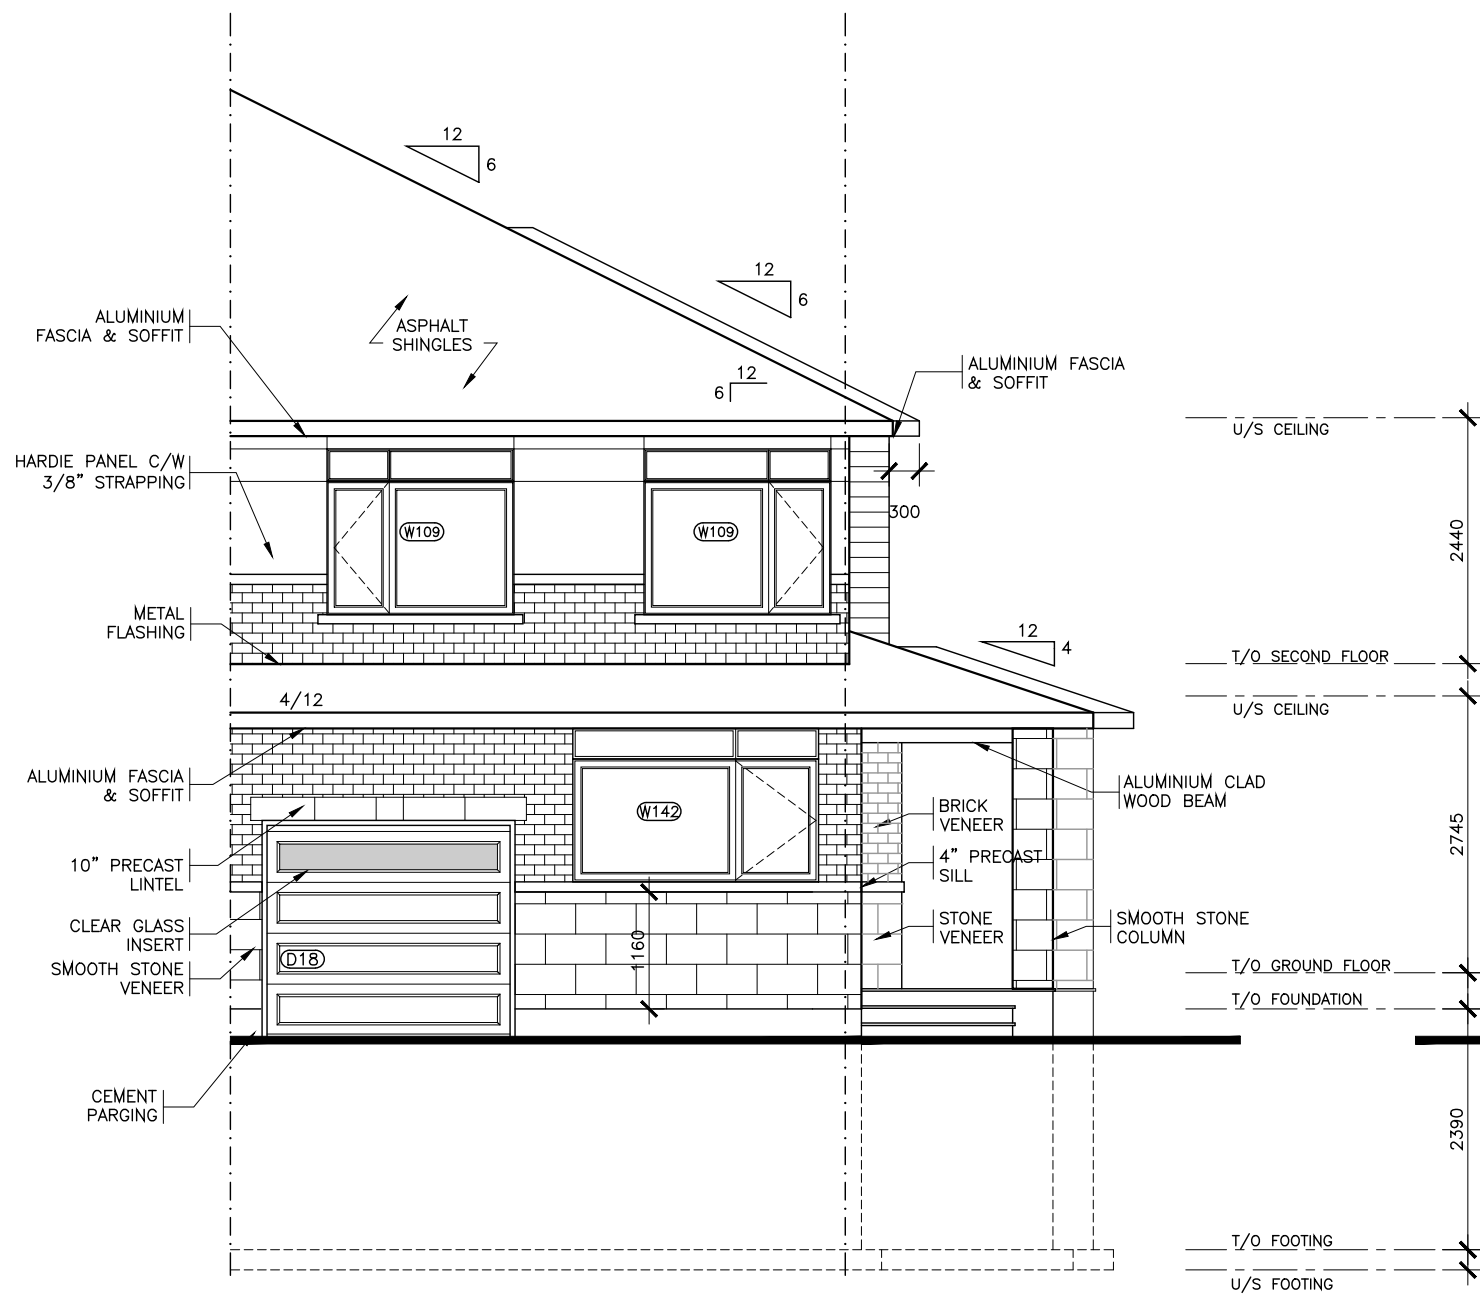 12
6
12
6
ALUMINIUM
FASCIA & SOFFIT
ASPHALT
SHINGLES
12
6
ALUMINIUM FASCIA
& SOFFIT
U/S CEILING
HARDIE PANEL C/W
3/8" STRAPPING
W109
W109
300
2440
METAL
FLASHING
12
4
T/O SECOND FLOOR
4/12
U/S CEILING
ALUMINIUM FASCIA
& SOFFIT
W142
BRICK
VENEER
ALUMINIUM CLAD
WOOD BEAM
2745
10" PRECAST
LINTEL
4" PRECAST
SILL
CLEAR GLASS
INSERT
1160
STONE
VENEER
SMOOTH STONE
COLUMN
D18
SMOOTH STONE
VENEER
T/O GROUND FLOOR
T/O FOUNDATION
CEMENT
PARGING
2390
T/O FOOTING
U/S FOOTING